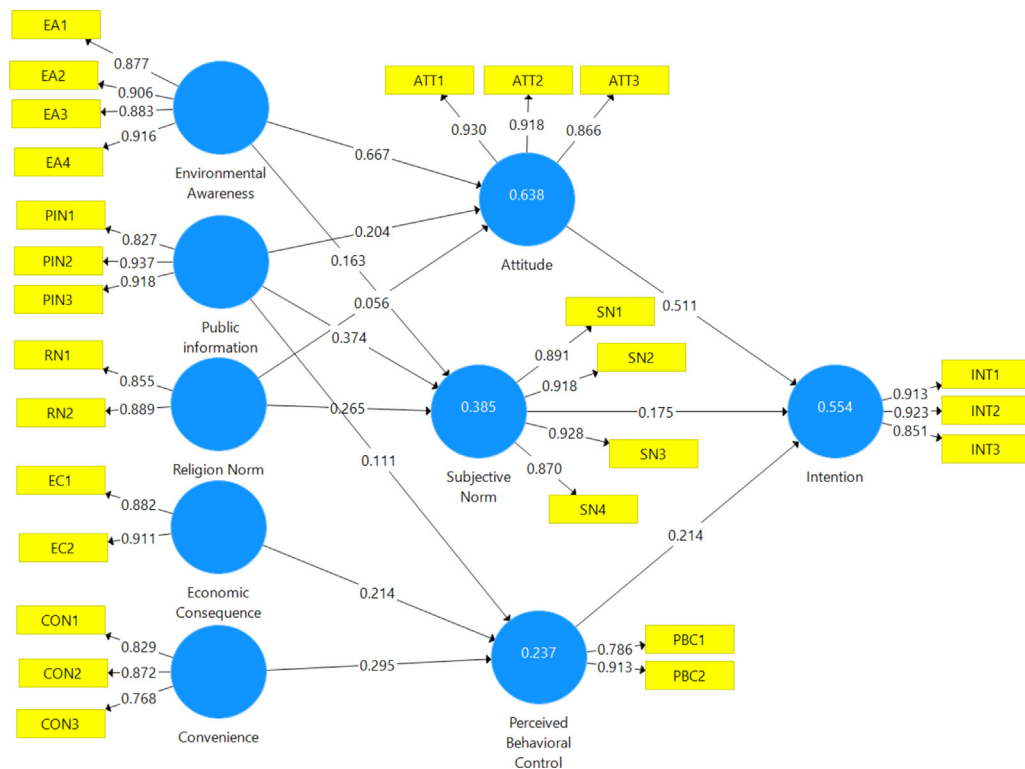 EA1
0.877
EA2
0.906
EA3
0.883
EA4
0.916
Environmental
Awareness
PIN1
0.827
PIN2
0.937
PIN3
0.918
Public
information
RN1
0.855
RN2
0.889
Religion Norm
EC1
0.882
EC2
0.911
Economic
Consequence
CON1
0.829
CON2
0.872
CON3
0.768
Convenience
0.667
0.204
0.163
0.056
0.374
0.265
0.111
0.214
0.295
ATT1
ATT2
ATT3
0.930
0.918
0.866
0.638
Attitude
SN1
0.891
SN2
0.918
0.385
0.928
SN3
0.870
SN4
Subjective
Norm
0.237
0.786
PBC1
0.913
PBC2
Perceived
Behavioral
Control
0.511
0.175
0.214
0.554
Intention
INT1
0.913
INT2
0.923
INT3
0.851